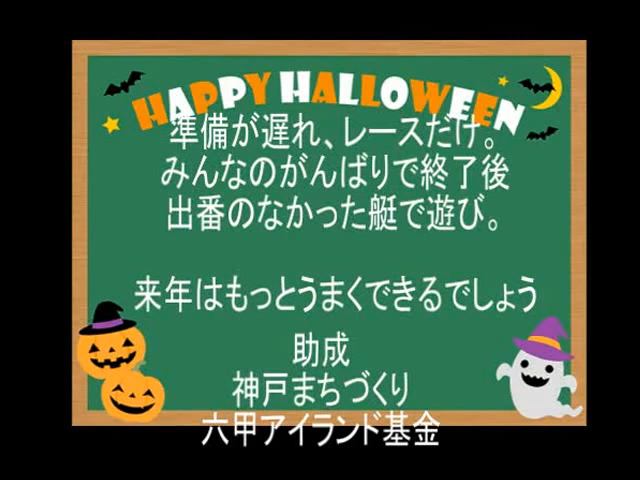 HAPPY HALLOWEEN
準備が遅れ、レースだけ。
みんなのがんばりで終了後
出番のなかった艇で遊び。
来年はもっとうまくできるでしょう
助成
神戸まちづくり
六甲アイランド基金